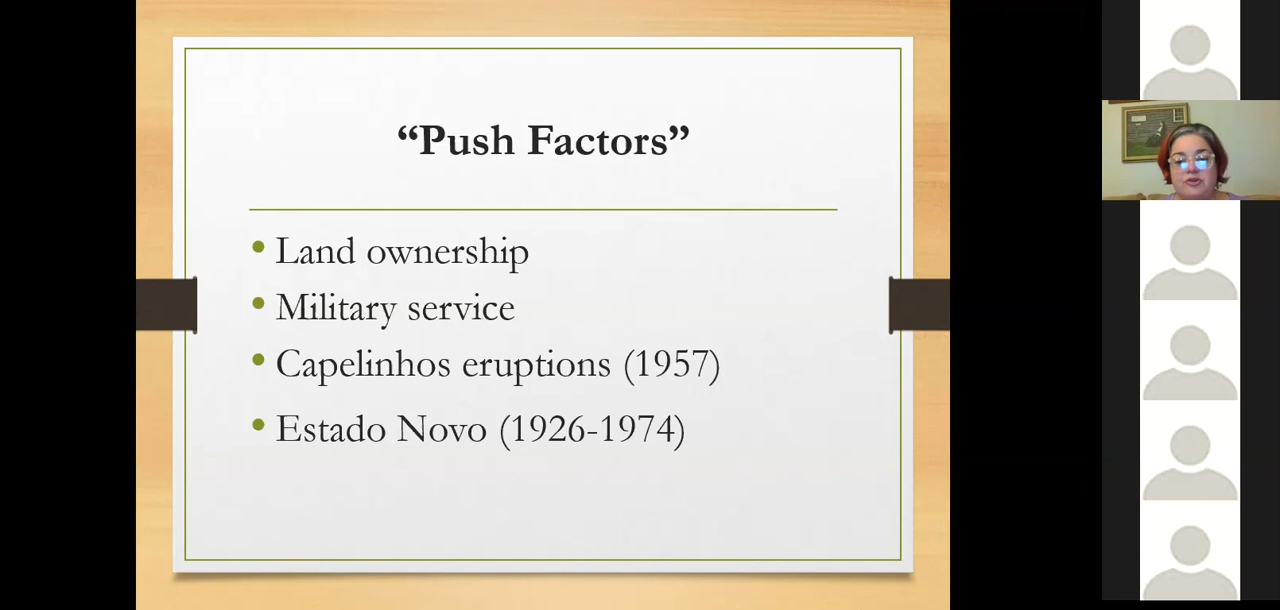 “Push Factors”
• Land ownership
• Military service
• Capelinhos eruptions (1957)
• Estado Novo (1926-1974)